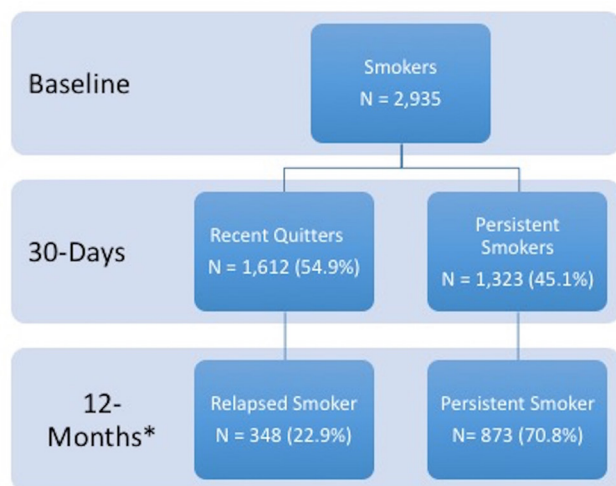 Baseline
Smokers
N = 2,935
30-Days
Recent Quitters
N = 1,612 (54.9%)
Persistent
Smokers
N = 1,323 (45.1%)
12-
Months*
Relapsed Smoker
N = 348 (22.9%)
Persistent Smoker
N= 873 (70.8%)